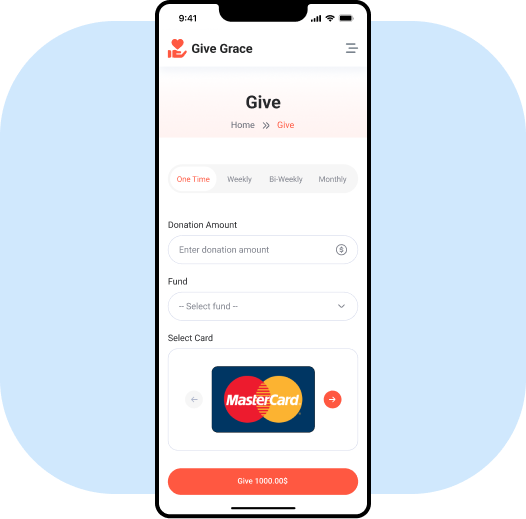 9:41
Give Grace
Give
Home >> Give
One Time Weekly Bi-Weekly Monthly
Donation Amount
Enter donation amount
Fund
-- Select fund --
Select Card
MasterCard
Give 1000.00$